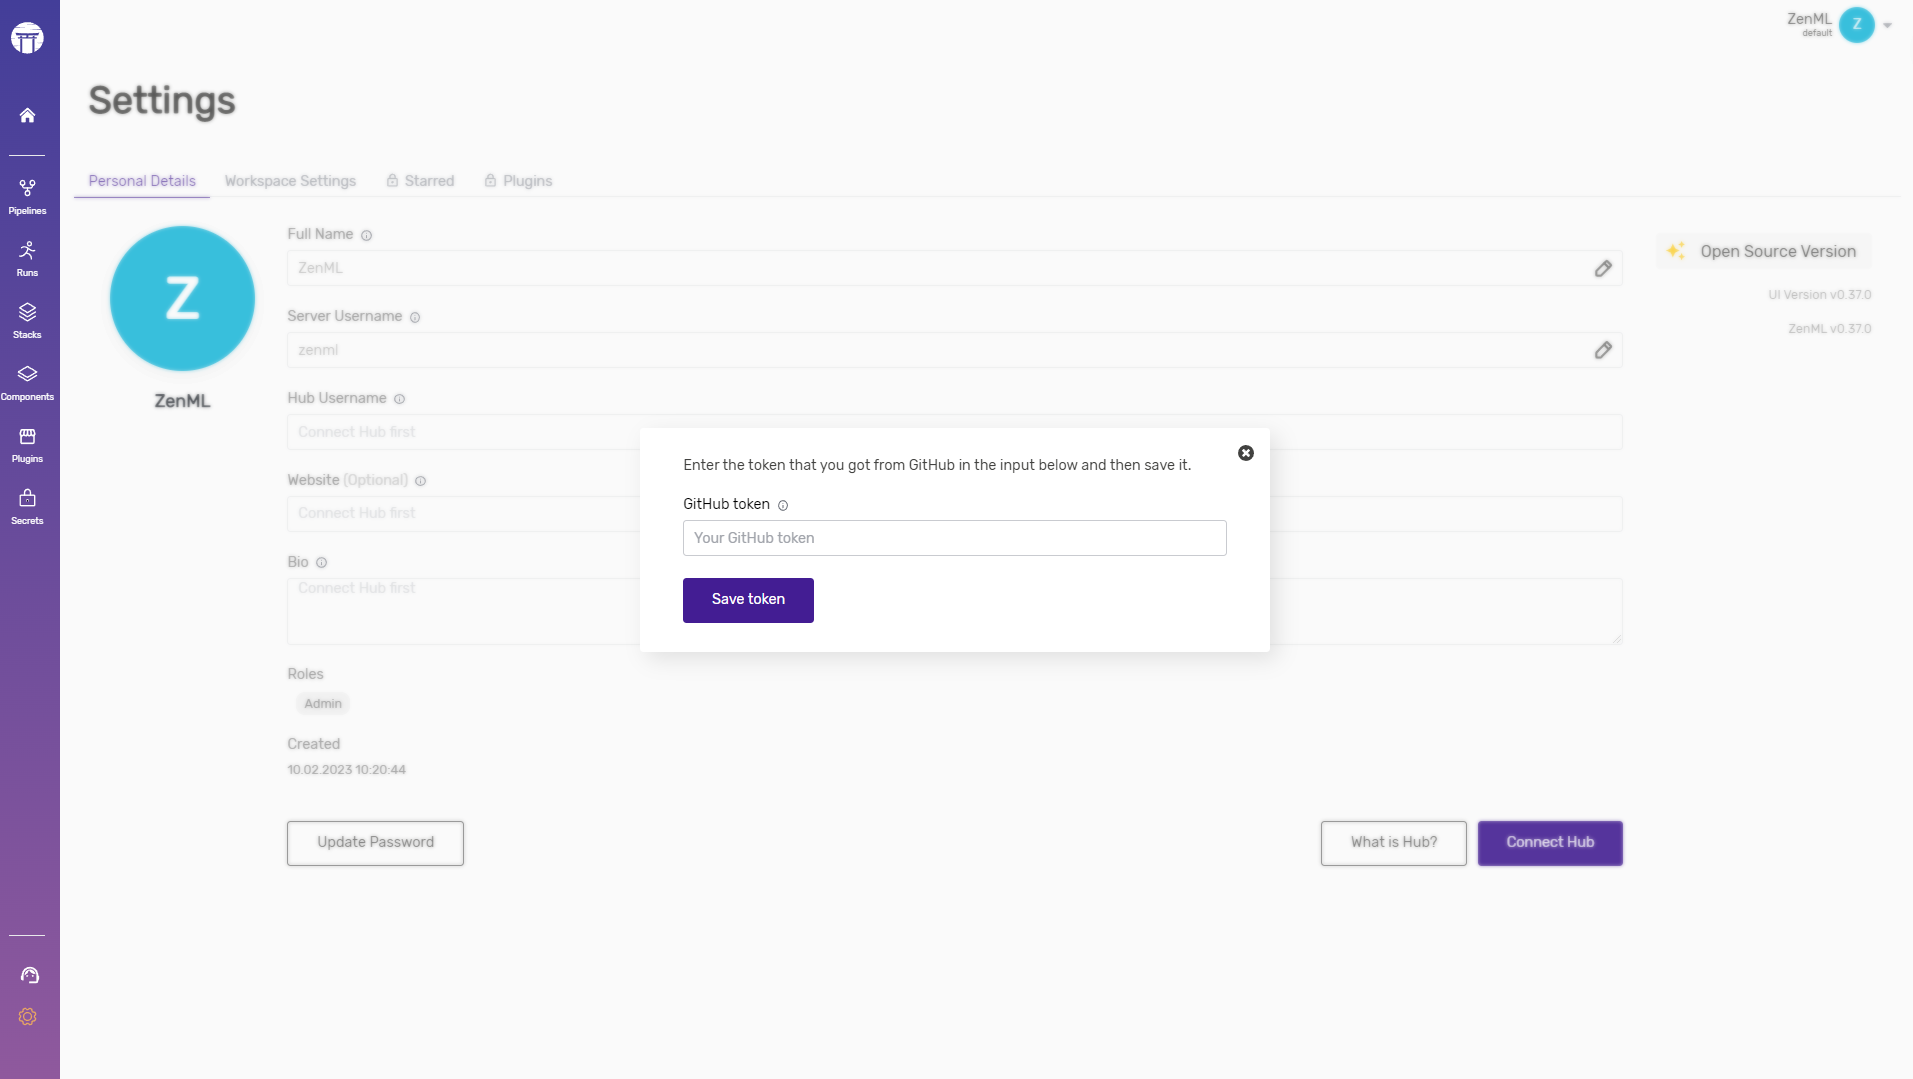 ZenML
default
Z
Settings
Personal Details
Workspace Settings
Starred
Plugins
Pipelines
Runs
Stacks
Components
Plugins
Secrets
Z
ZenML
Full Name
ZenML
Server Username
zenml
Hub Username
Connect Hub first
Website (Optional)
Connect Hub first
Bio
Connect Hub first
Roles
Admin
Created
10.02.2023 10:20:44
Update Password
What is Hub?
Connect Hub
Open Source Version
UI Version v0.37.0
ZenML v0.37.0
Enter the token that you got from GitHub in the input below and then save it.
GitHub token
Your GitHub token
Save token